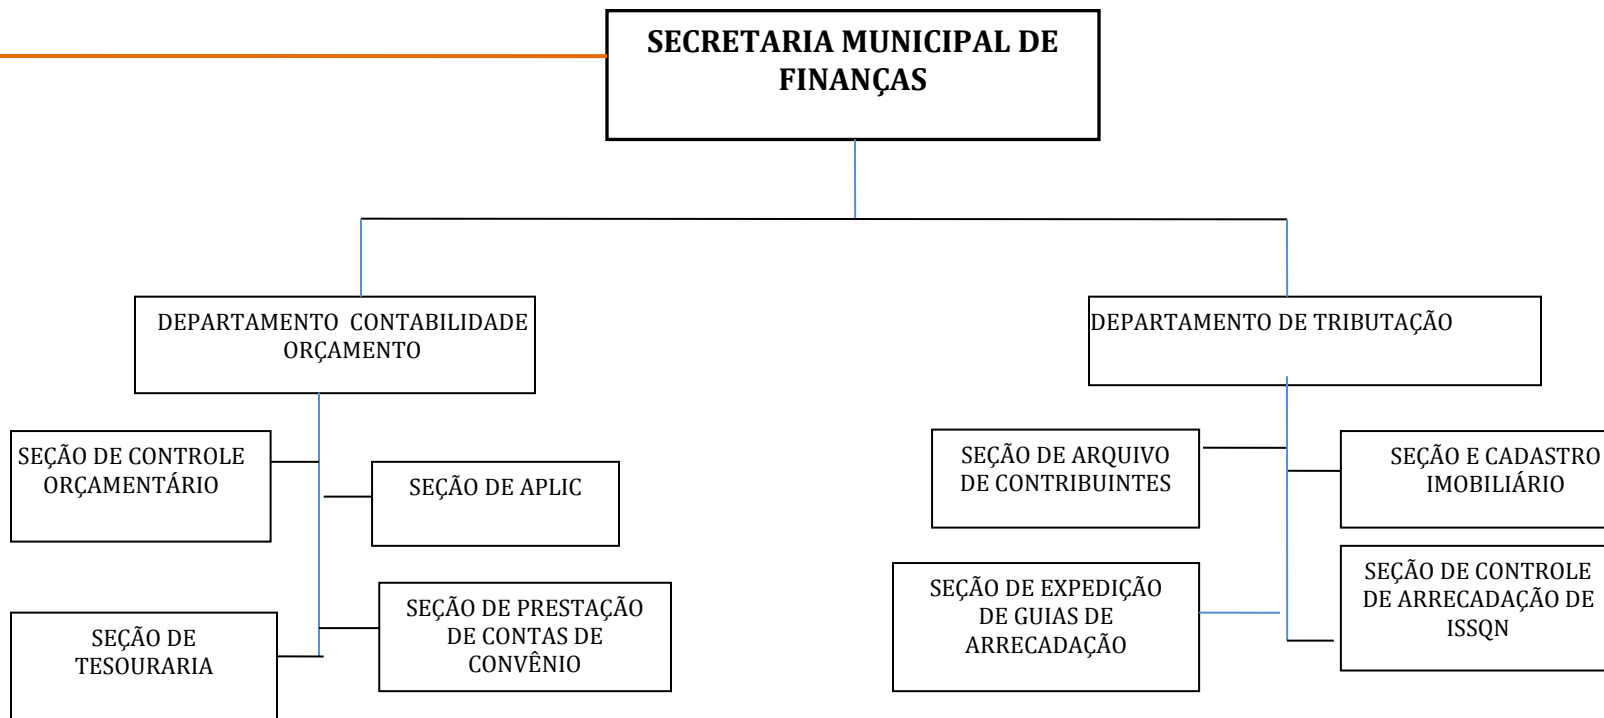 SECRETARIA MUNICIPAL DE
FINANÇAS
DEPARTAMENTO CONTABILIDADE
ORÇAMENTO
DEPARTAMENTO DE TRIBUTAÇÃO
SEÇÃO DE CONTROLE
ORÇAMENTÁRIO
SEÇÃO DE APLIC
SEÇÃO DE ARQUIVO
DE CONTRIBUINTES
SEÇÃO E CADASTRO
IMOBILIÁRIO
SEÇÃO DE
TESOURARIA
SEÇÃO DE PRESTAÇÃO
DE CONTAS DE
CONVÊNIO
SEÇÃO DE EXPEDIÇÃO
DE GUIAS DE
ARRECADAÇÃO
SEÇÃO DE CONTROLE
DE ARRECADAÇÃO DE
ISSQN